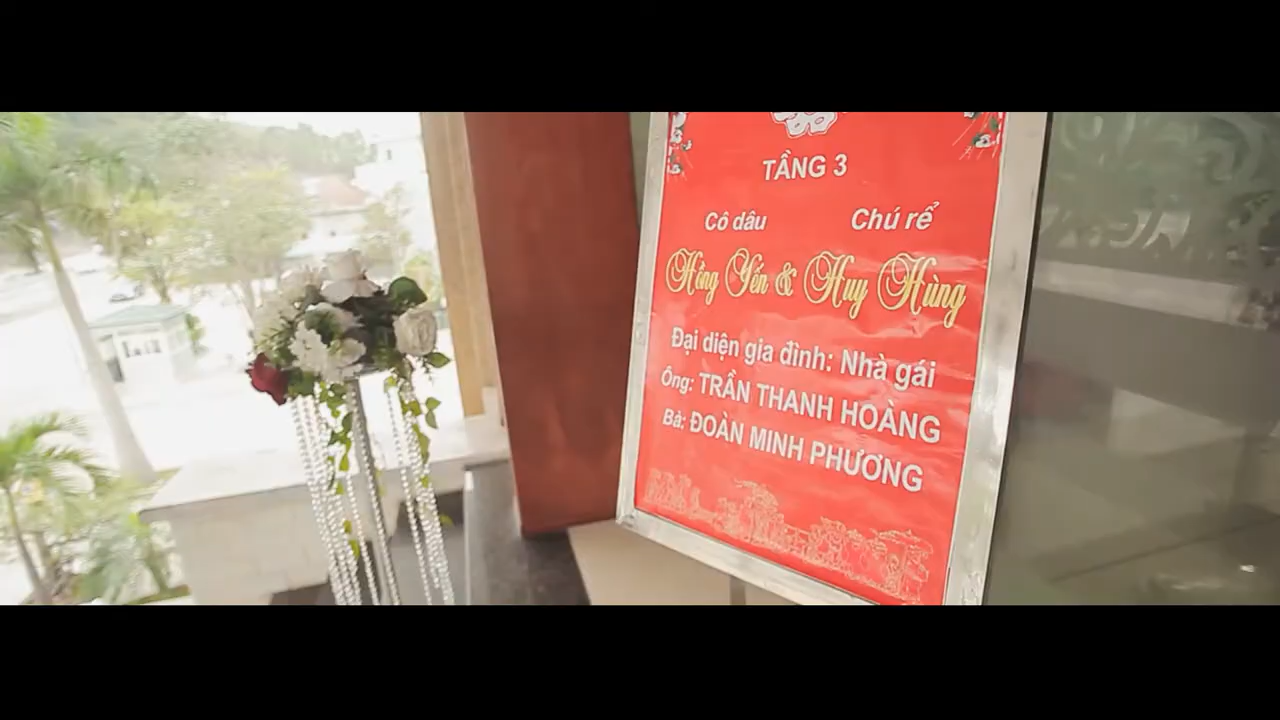 TẦNG 3
Cô dâu Chú rể
Hồng Yến & Huy Hùng
Đại diện gia đình: Nhà gái
Ông: TRẦN THANH HOÀNG
Bà: ĐOÀN MINH PHƯƠNG